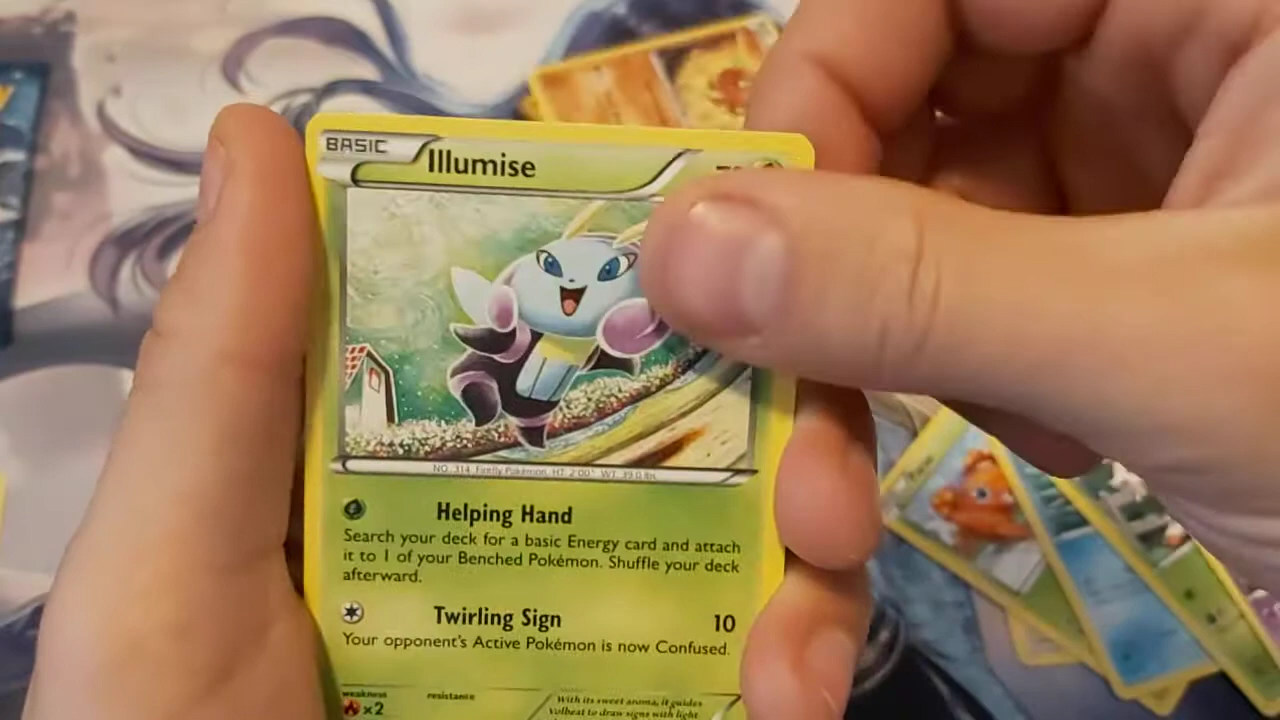 BASIC Illumise
NO. 314 Firefly Pokémon HT: 2'00" WT: 39.0 lbs.
Helping Hand
Search your deck for a basic Energy card and attach
it to 1 of your Benched Pokémon. Shuffle your deck
afterward.
Twirling Sign 10
Your opponent's Active Pokémon is now Confused.
weakness resistance
×2
With its sweet aroma, it guides
Volbeat to draw signs with light